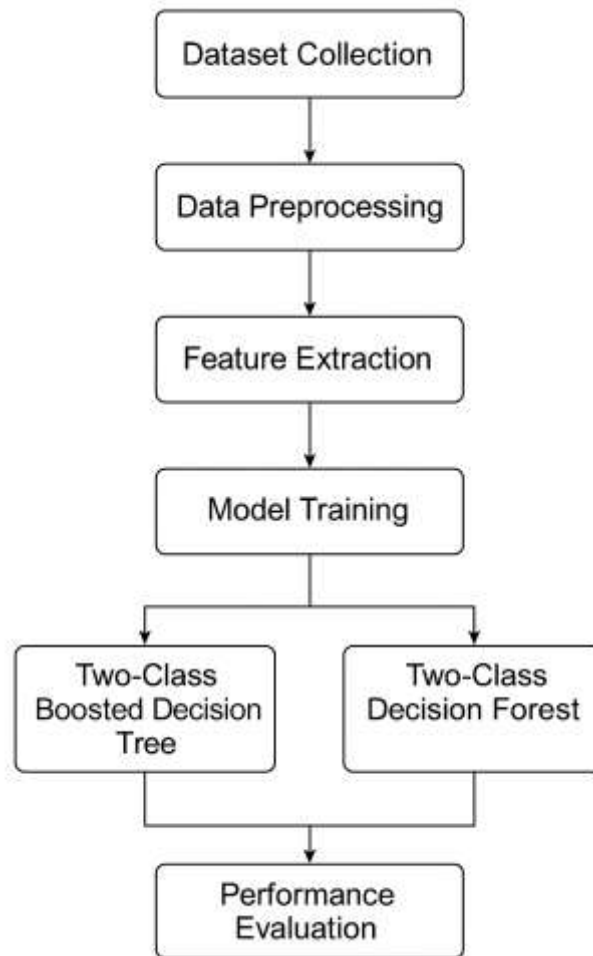 Dataset Collection
Data Preprocessing
Feature Extraction
Model Training
Two-Class
Boosted Decision
Tree
Two-Class
Decision Forest
Performance
Evaluation